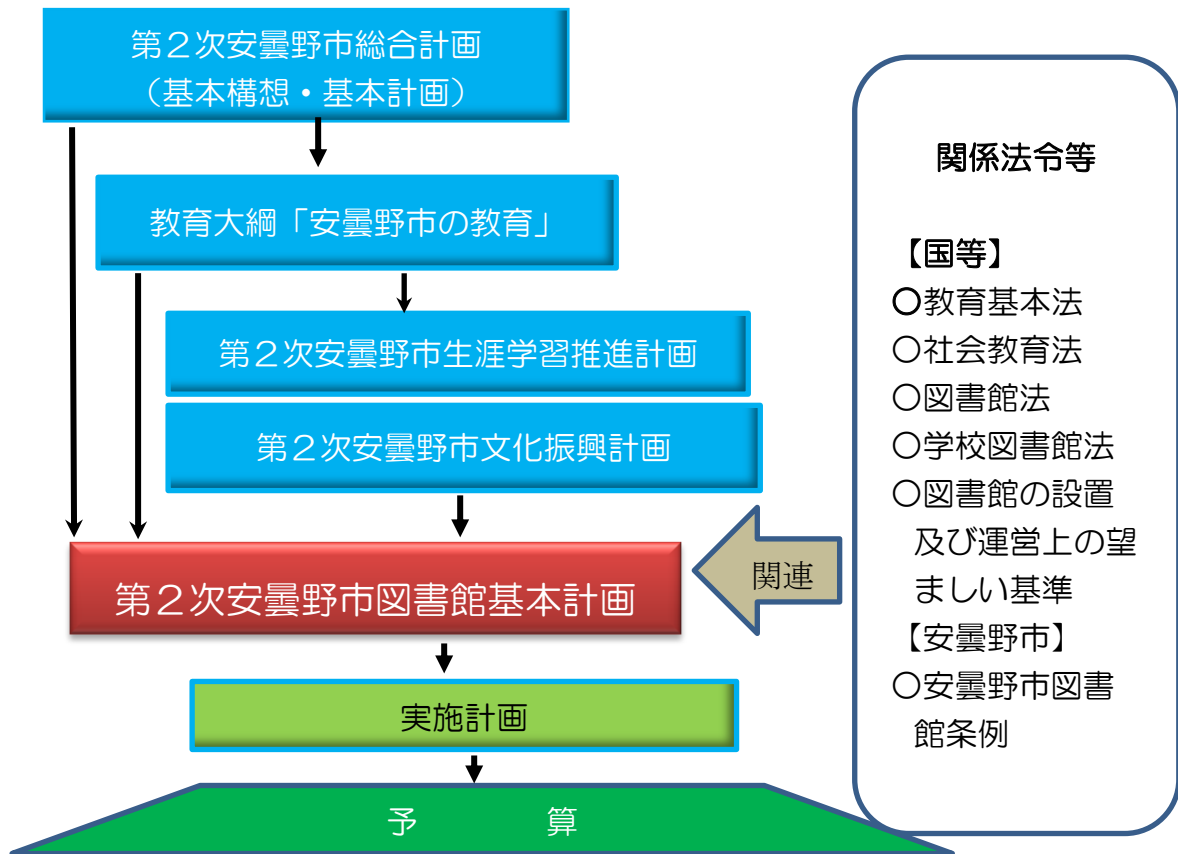 第２次安曇野市総合計画
（基本構想・基本計画）
教育大綱「安曇野市の教育」
第２次安曇野市生涯学習推進計画
第２次安曇野市文化振興計画
第２次安曇野市図書館基本計画
実施計画
予　　　算
関連
関係法令等
【国等】
〇教育基本法
〇社会教育法
〇図書館法
〇学校図書館法
〇図書館の設置
及び運営上の望
ましい基準
【安曇野市】
〇安曇野市図書
館条例